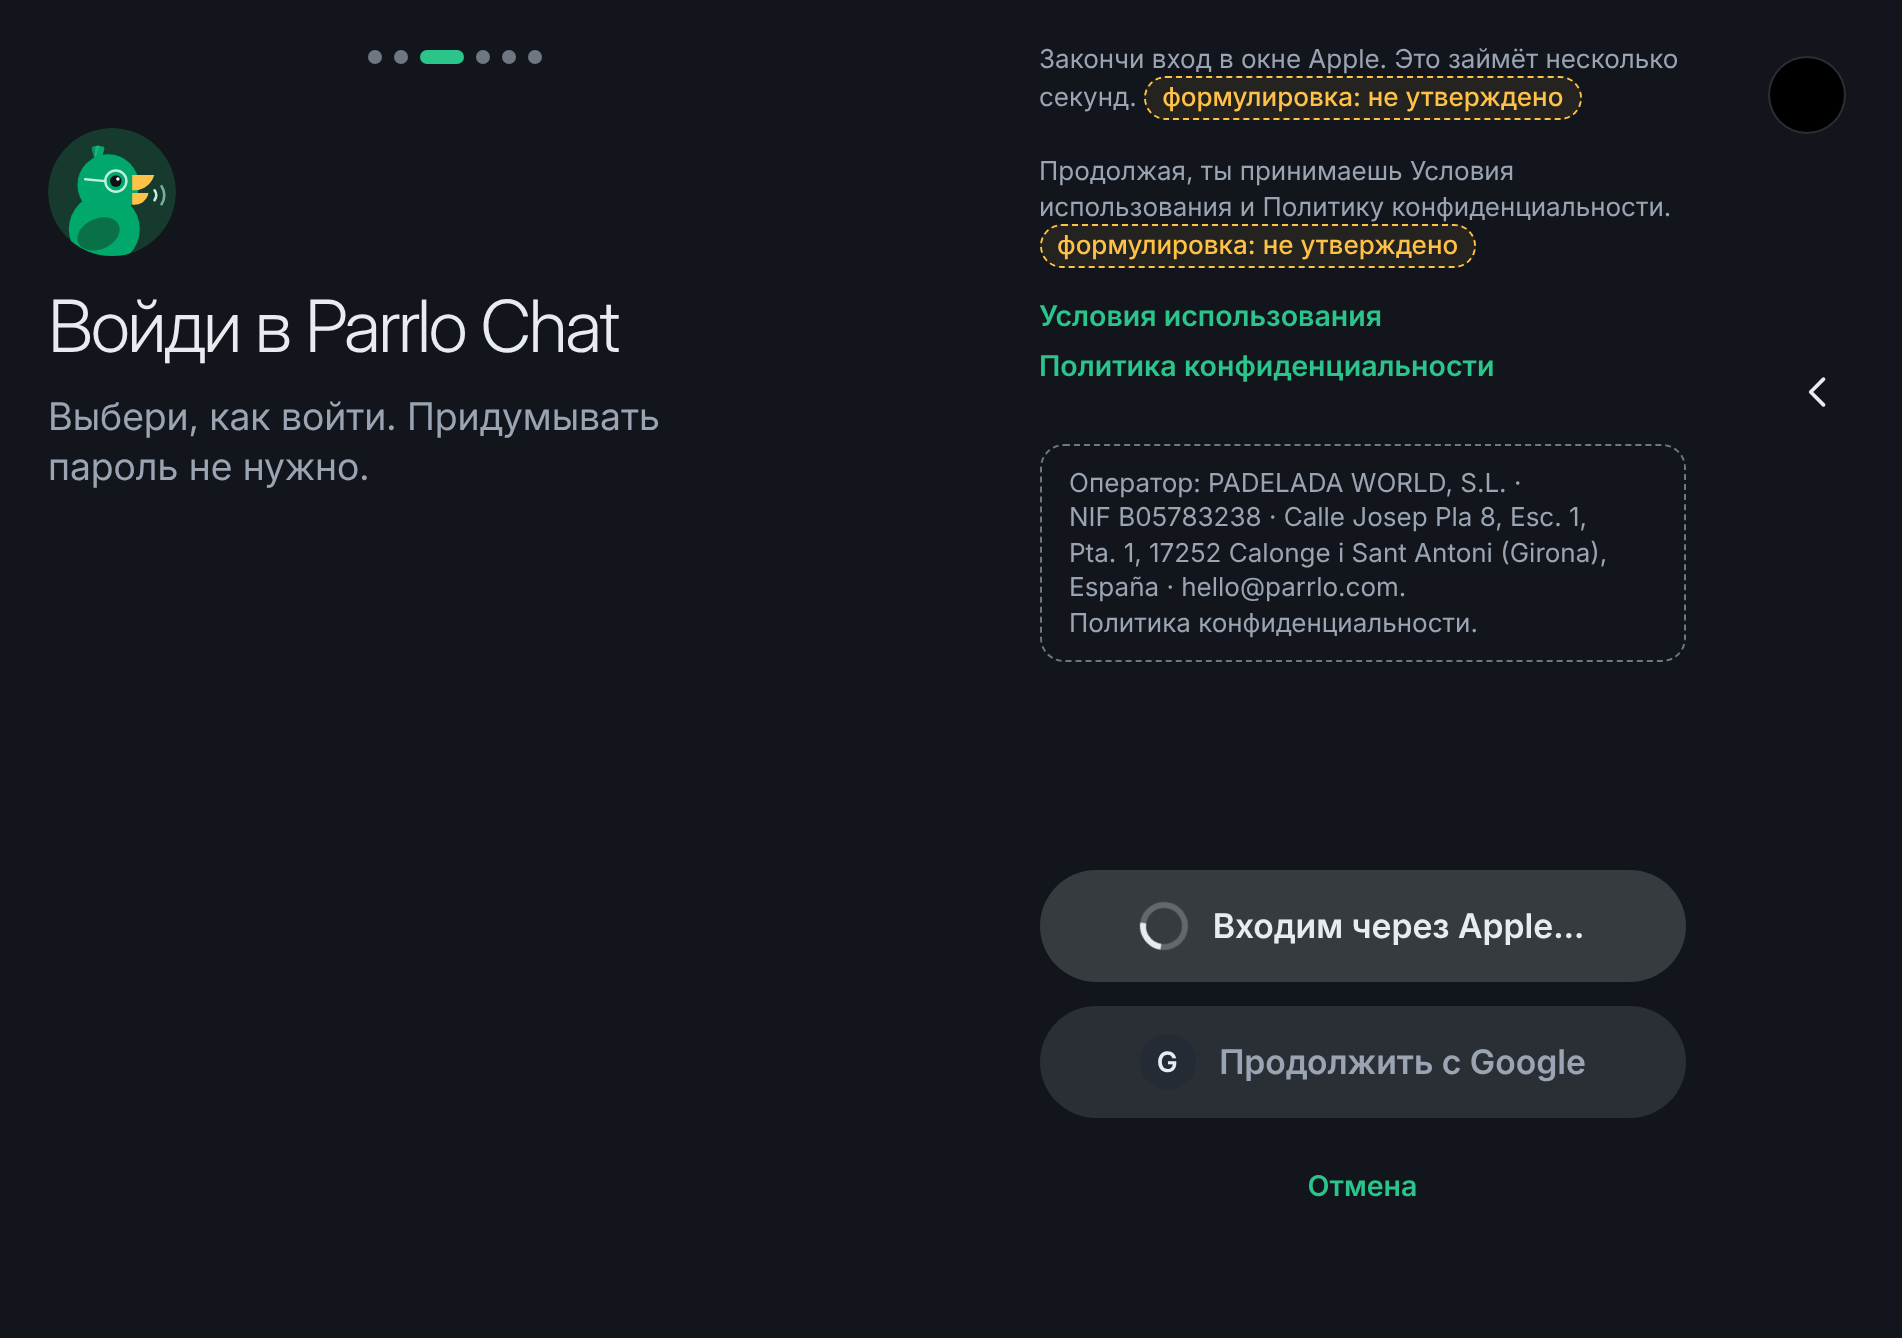 Войди в Parrlo Chat
Выбери, как войти. Придумывать
пароль не нужно.
Закончи вход в окне Apple. Это займёт несколько
секунд. формулировка: не утверждено
Продолжая, ты принимаешь Условия
использования и Политику конфиденциальности.
формулировка: не утверждено
Условия использования
Политика конфиденциальности
Оператор: PADELADA WORLD, S.L. ·
NIF B05783238 · Calle Josep Pla 8, Esc. 1,
Pta. 1, 17252 Calonge i Sant Antoni (Girona),
España · hello@parrlo.com.
Политика конфиденциальности.
Входим через Apple...
G Продолжить с Google
Отмена